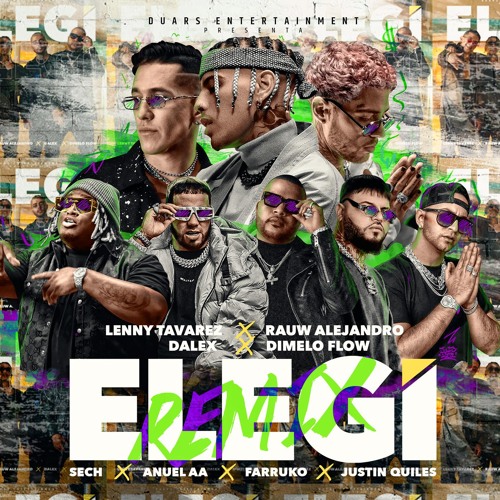 DUARS ENTERTAINMENT
PRESENTA
LENNY TAVAREZ X RAUW ALEJANDRO
DALEX X DIMELO FLOW
ELEGÍ
REMIX
SECH X ANUEL AA X FARRUKO X JUSTIN QUILES